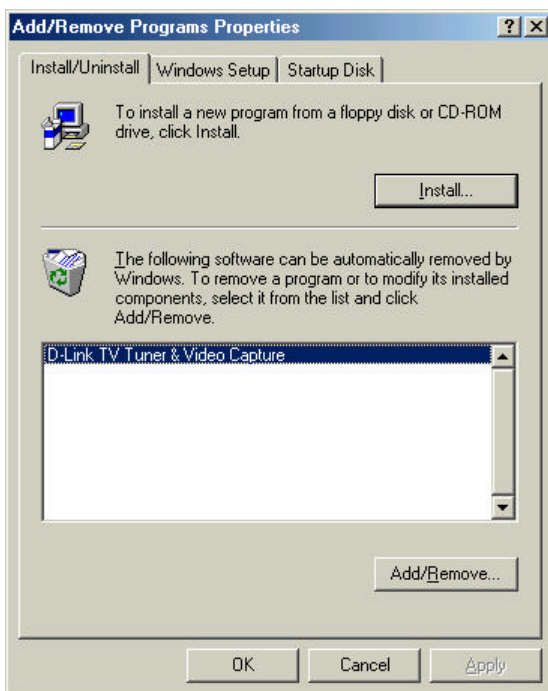 Add/Remove Programs Properties
Install/Uninstall
Windows Setup
Startup Disk
To install a new program from a floppy disk or CD-ROM
drive, click Install.
Install...
The following software can be automatically removed by
Windows. To remove a program or to modify its installed
components, select it from the list and click
Add/Remove.
D-Link TV Tuner & Video Capture
Add/Remove...
OK
Cancel
Apply